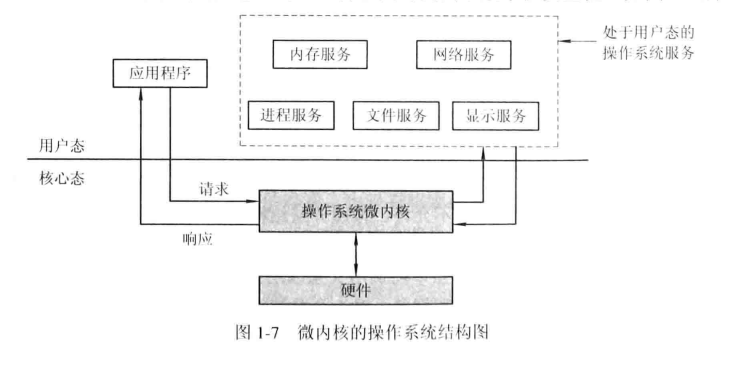 处于用户态的
操作系统服务
内存服务
网络服务
应用程序
进程服务
文件服务
显示服务
用户态
核心态
请求
操作系统微内核
响应
硬件
图 1-7 微内核的操作系统结构图